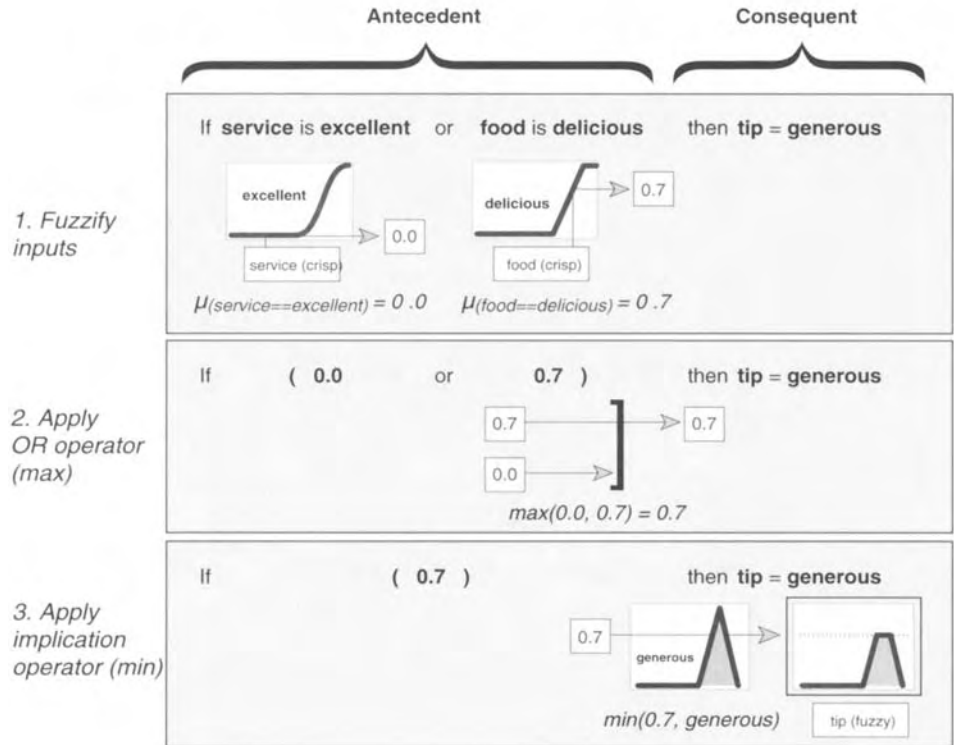 Antecedent Consequent
If service is excellent or food is delicious then tip = generous
1. Fuzzify
inputs
excellent
0.0
service (crisp)
μ(service==excellent) = 0 .0
delicious
0.7
food (crisp)
μ(food==delicious) = 0 .7
2. Apply
OR operator
(max)
If ( 0.0 or 0.7 ) then tip = generous
0.7 0.7
0.0
max(0.0, 0.7) = 0.7
3. Apply
implication
operator (min)
If ( 0.7 ) then tip = generous
0.7
generous
min(0.7, generous)
tip (fuzzy)